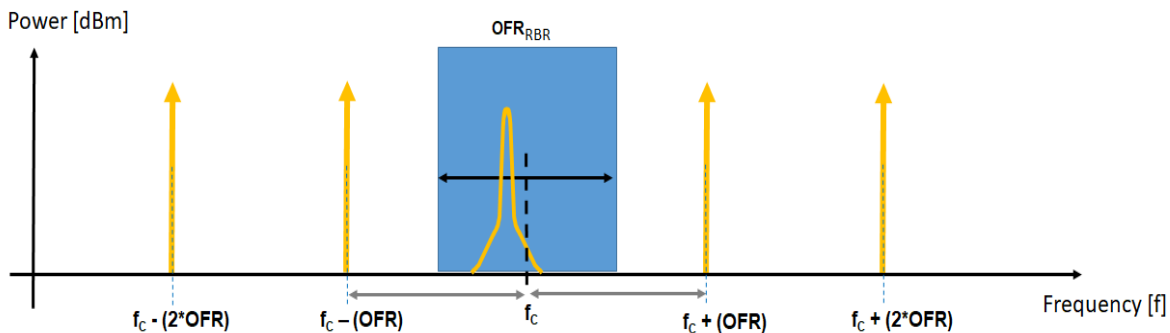 Power [dBm]
OFR_RBR
f_C - (2*OFR)
f_C – (OFR)
f_C
f_C + (OFR)
f_C + (2*OFR)
Frequency [f]